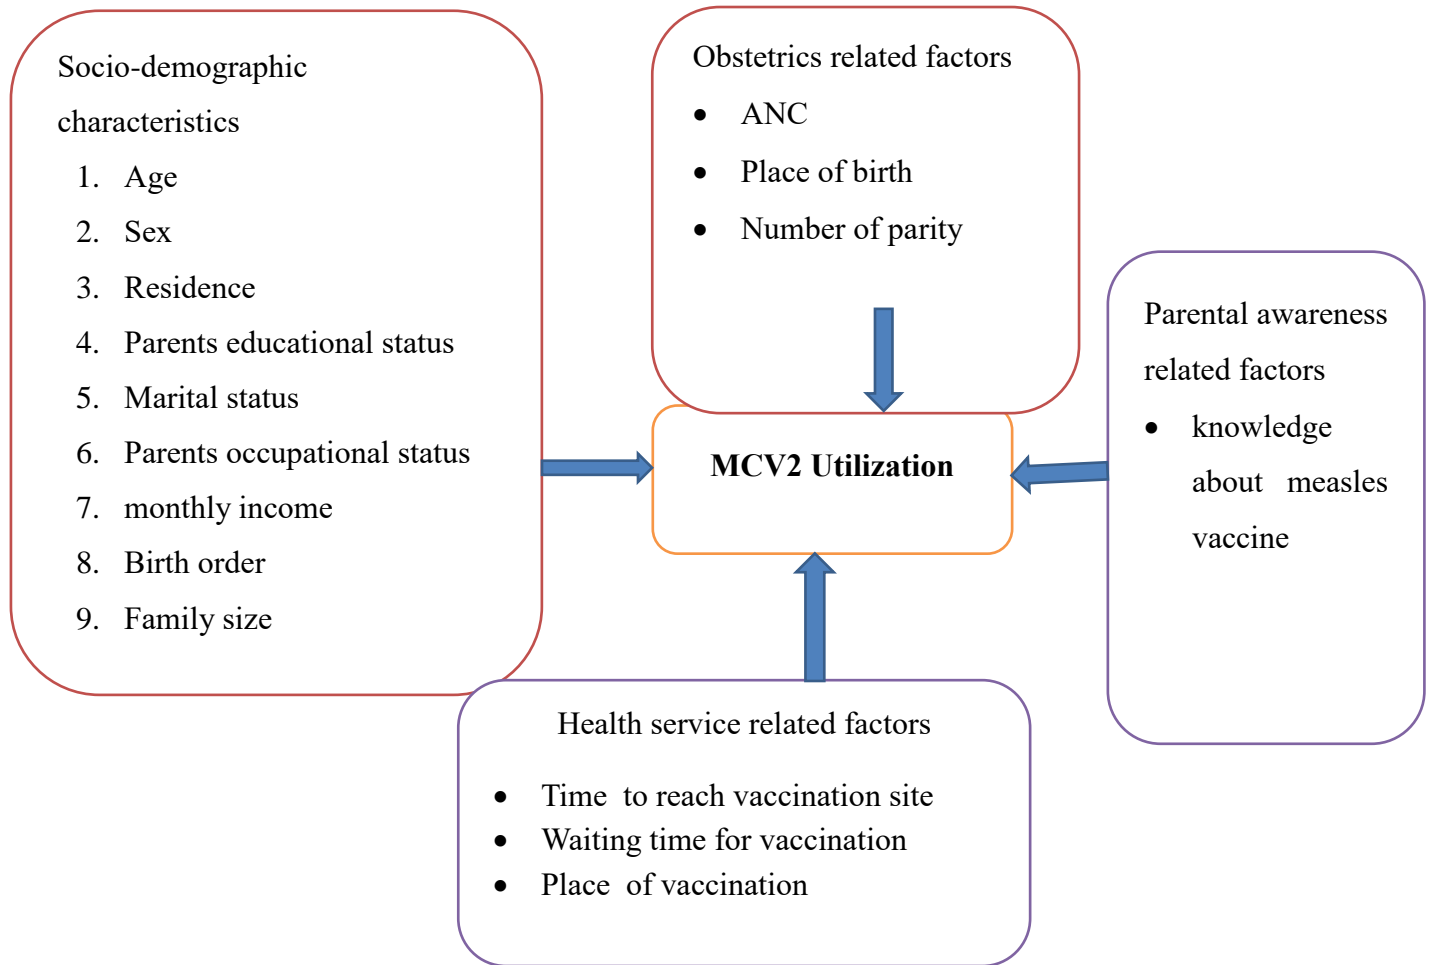 Socio-demographic
characteristics
1. Age
2. Sex
3. Residence
4. Parents educational status
5. Marital status
6. Parents occupational status
7. monthly income
8. Birth order
9. Family size
Obstetrics related factors
• ANC
• Place of birth
• Number of parity
Parental awareness
related factors
• knowledge
about measles
vaccine
MCV2 Utilization
Health service related factors
• Time to reach vaccination site
• Waiting time for vaccination
• Place of vaccination